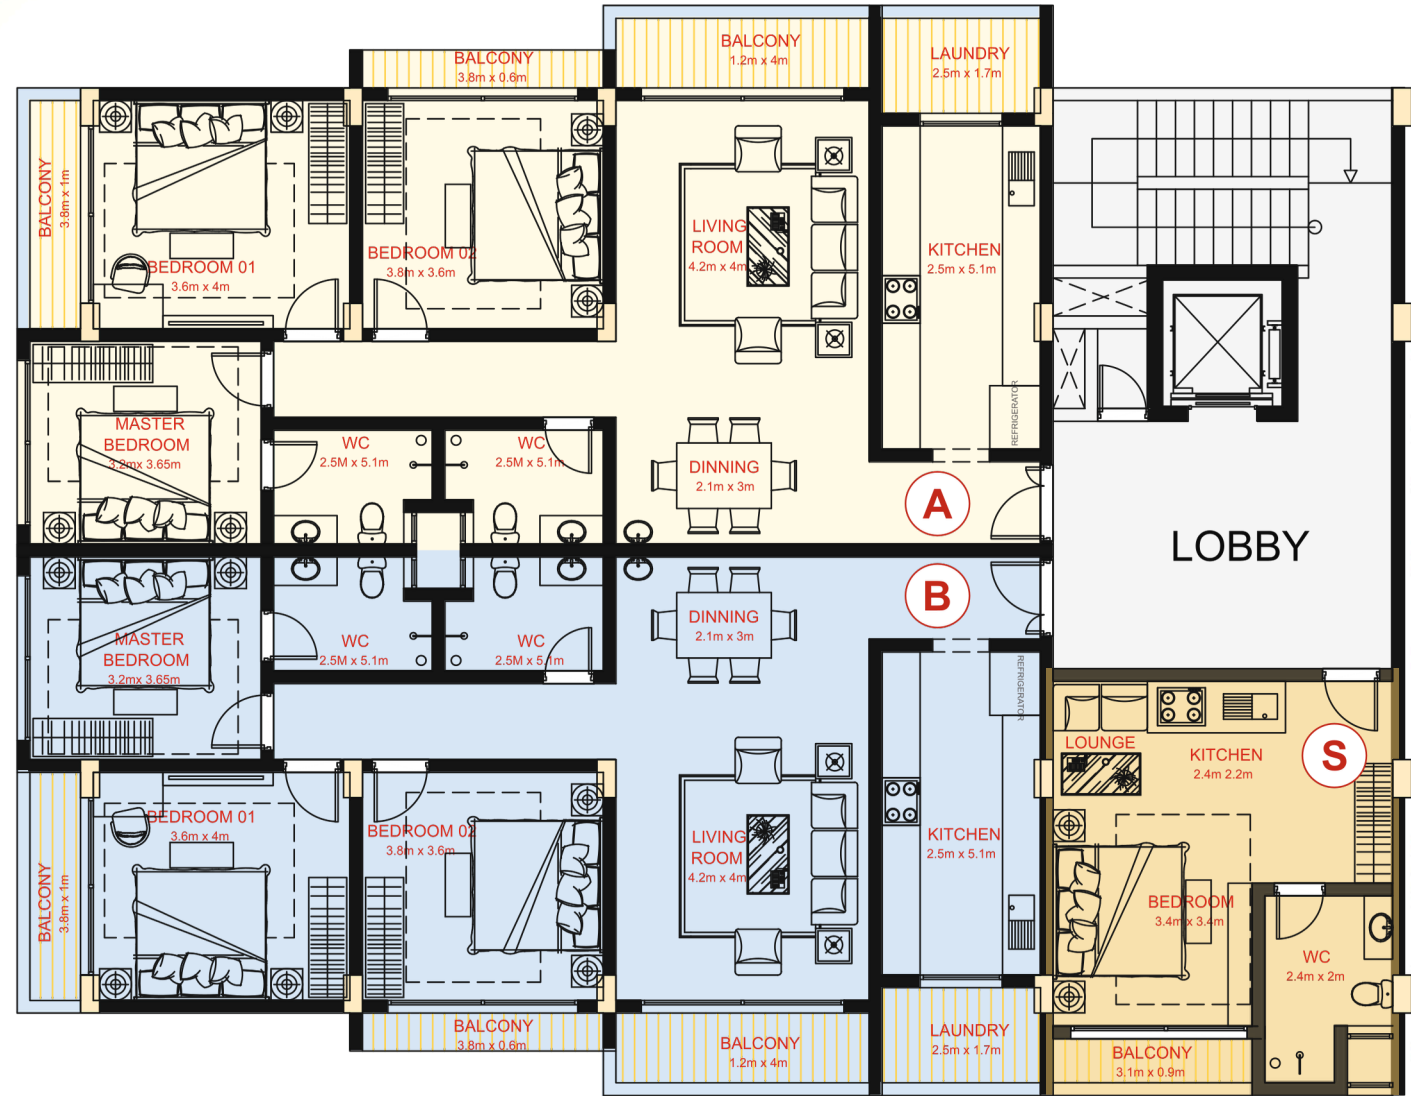 BALCONY
1.2m x 4m
LAUNDRY
2.5m x 1.7m
BALCONY
3.8m x 0.6m
BALCONY
3.8m x 1m
BEDROOM 01
3.6m x 4m
BEDROOM 02
3.8m x 3.6m
LIVING
ROOM
4.2m x 4m
KITCHEN
2.5m x 5.1m
REFRIGERATOR
MASTER
BEDROOM
3.2mx 3.65m
WC
2.5M x 5.1m
WC
2.5M x 5.1m
DINNING
2.1m x 3m
A
LOBBY
B
DINNING
2.1m x 3m
MASTER
BEDROOM
3.2mx 3.65m
WC
2.5M x 5.1m
WC
2.5M x 5.1m
REFRIGERATOR
BEDROOM 01
3.6m x 4m
BEDROOM 02
3.8m x 3.6m
LIVING
ROOM
4.2m x 4m
KITCHEN
2.5m x 5.1m
BALCONY
3.8m x 1m
BALCONY
3.8m x 0.6m
BALCONY
1.2m x 4m
LAUNDRY
2.5m x 1.7m
LOUNGE
KITCHEN
2.4m 2.2m
S
BEDROOM
3.4m x 3.4m
WC
2.4m x 2m
BALCONY
3.1m x 0.9m